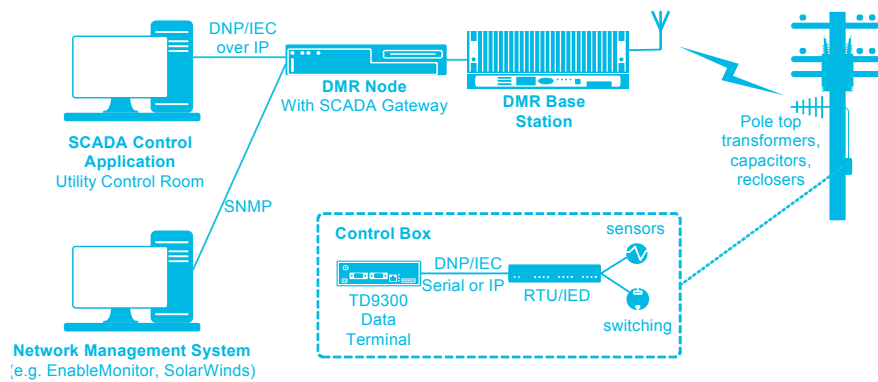 DNP/IEC
over IP
DMR Node
With SCADA Gateway
DMR Base
Station
SCADA Control
Application
Utility Control Room
Pole top
transformers,
capacitors,
reclosers
SNMP
Control Box
sensors
DNP/IEC
Serial or IP
TD9300
Data
Terminal
RTU/IED
switching
Network Management System
(e.g. EnableMonitor, SolarWinds)